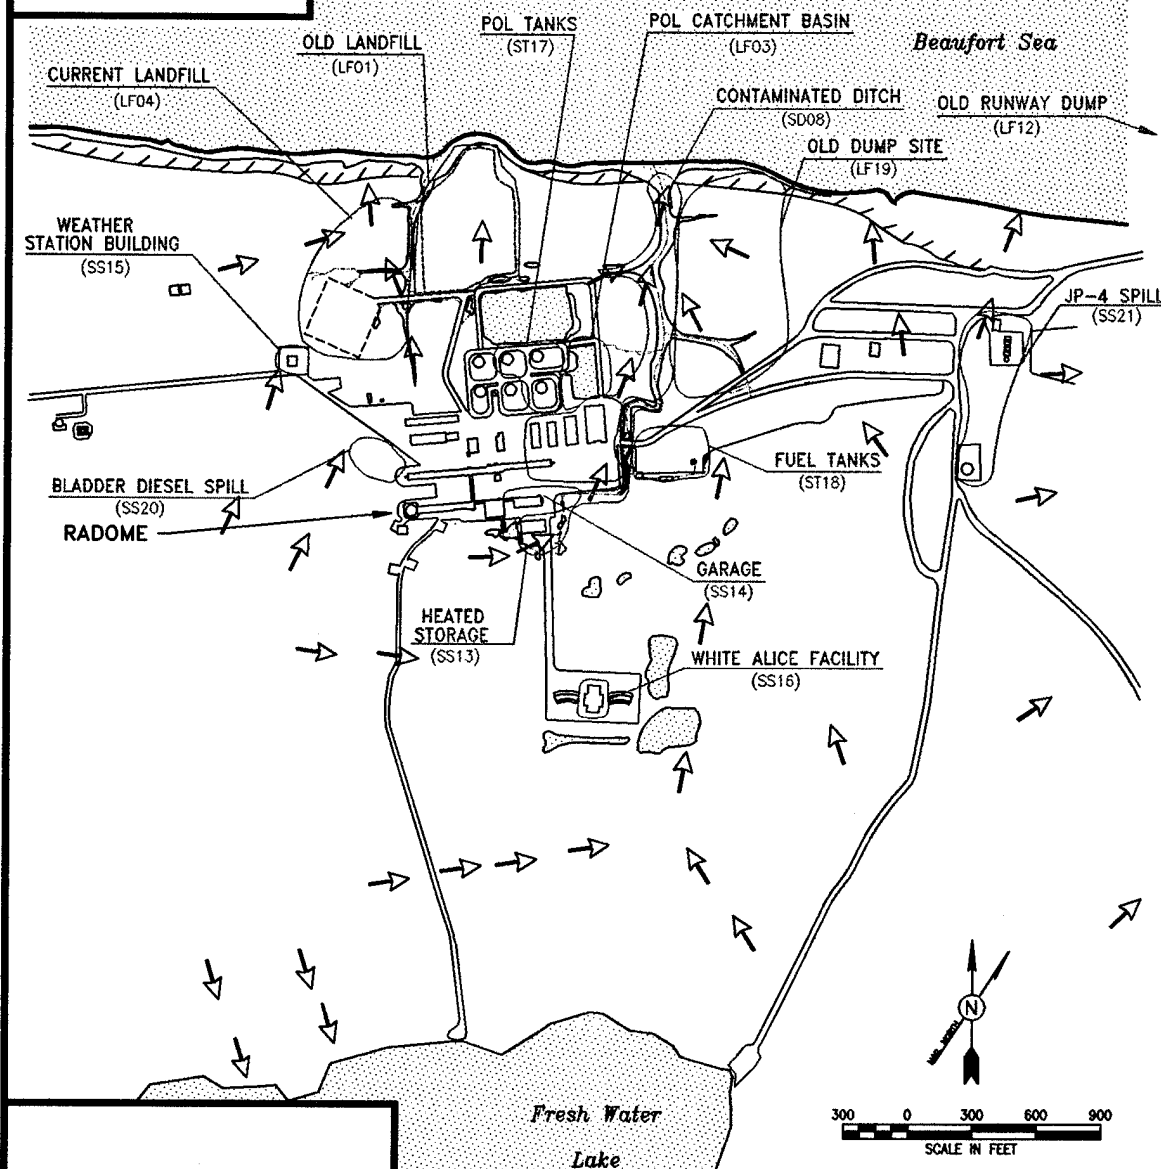 POL TANKS
(ST17)
POL CATCHMENT BASIN
(LF03)
Beaufort Sea
OLD LANDFILL
(LF01)
CURRENT LANDFILL
(LF04)
CONTAMINATED DITCH
(SD08)
OLD RUNWAY DUMP
(LF12)
OLD DUMP SITE
(LF19)
WEATHER
STATION BUILDING
(SS15)
JP-4 SPILL
(SS21)
BLADDER DIESEL SPILL
(SS20)
FUEL TANKS
(ST18)
RADOME
GARAGE
(SS14)
HEATED
STORAGE
(SS13)
WHITE ALICE FACILITY
(SS16)
N
MAG NORTH
Fresh Water
Lake
300 0 300 600 900
SCALE IN FEET